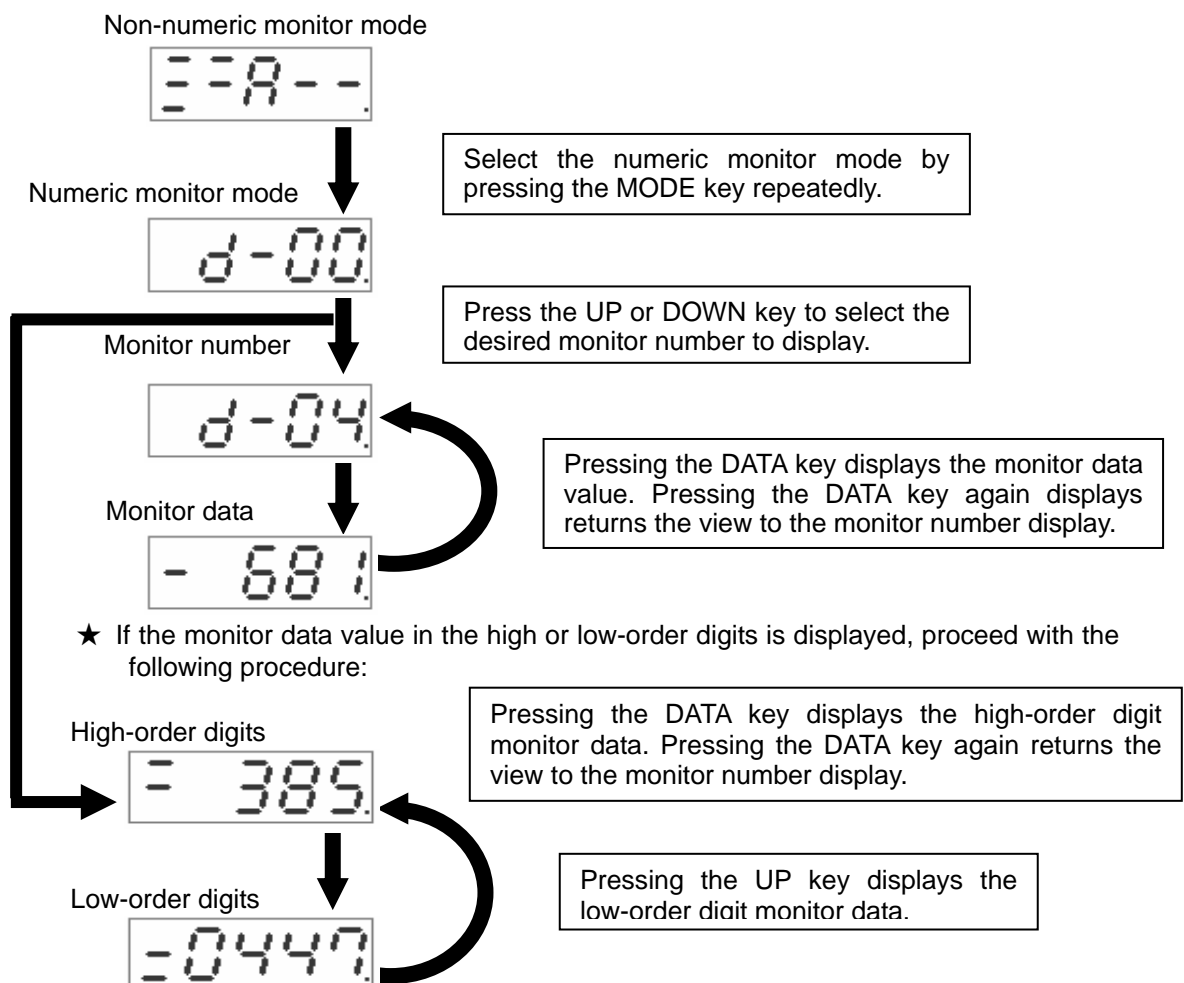 Non-numeric monitor mode
A--.
Select the numeric monitor mode by
pressing the MODE key repeatedly.
Numeric monitor mode
d-00.
Press the UP or DOWN key to select the
desired monitor number to display.
Monitor number
d-04.
Pressing the DATA key displays the monitor data
value. Pressing the DATA key again displays
returns the view to the monitor number display.
Monitor data
- 681.
★ If the monitor data value in the high or low-order digits is displayed, proceed with the
following procedure:
Pressing the DATA key displays the high-order digit
monitor data. Pressing the DATA key again returns the
view to the monitor number display.
High-order digits
385.
Pressing the UP key displays the
low-order digit monitor data.
Low-order digits
0447.